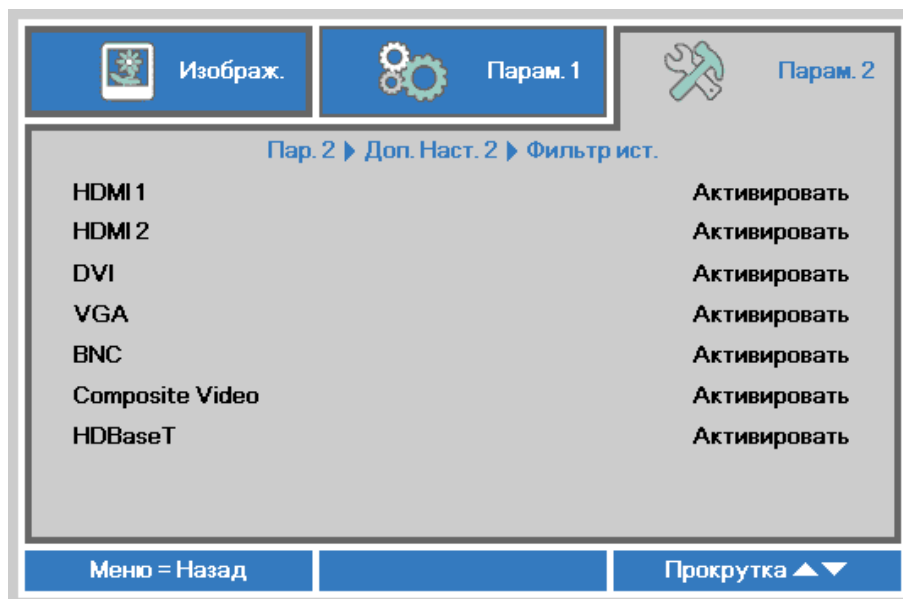 Изображ.
Парам. 1
Парам. 2
Пар. 2 ▶ Доп. Наст. 2 ▶ Фильтр ист.
HDMI 1 Активировать
HDMI 2 Активировать
DVI Активировать
VGA Активировать
BNC Активировать
Composite Video Активировать
HDBaseT Активировать
Меню = Назад
Прокрутка ▲▼